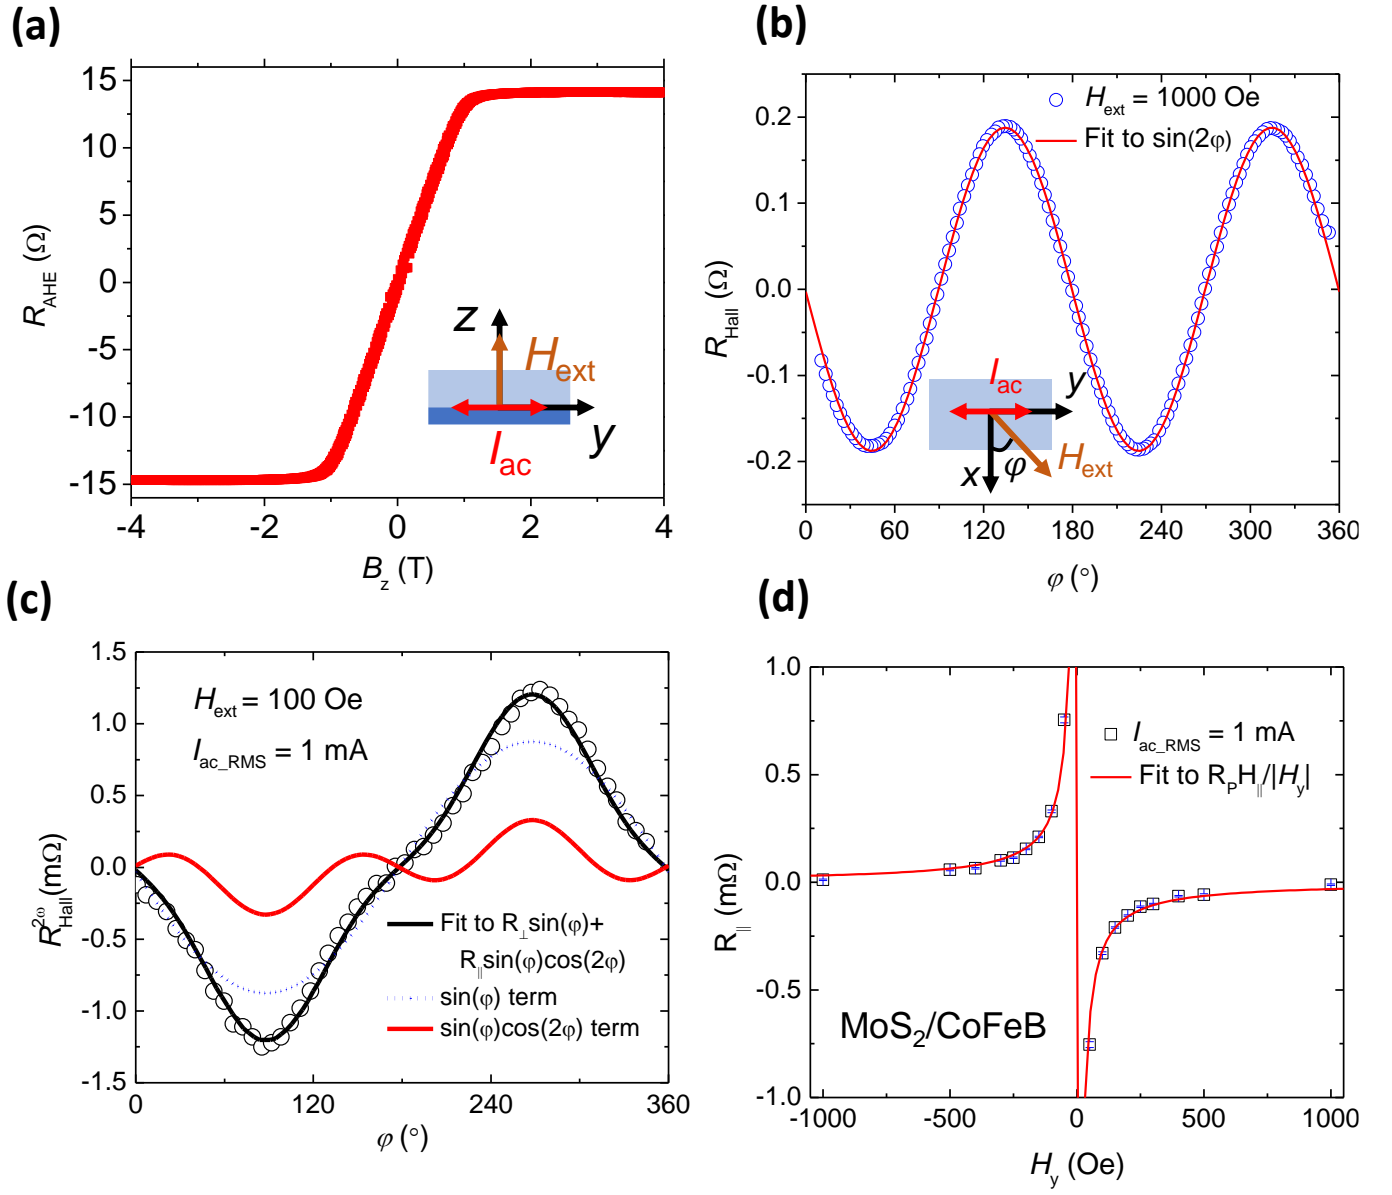 (a)
15
10
5
0
-5
-10
-15
R_AHE (Ω)
-4
-2
0
2
4
B_z (T)
z
H_ext
y
I_ac
(b)
0.2
0.1
0.0
-0.1
-0.2
R_Hall (Ω)
H_ext = 1000 Oe
Fit to sin(2φ)
I_ac
y
x
φ
H_ext
0
60
120
180
240
300
360
φ (°)
(c)
1.5
1.0
0.5
0.0
-0.5
-1.0
-1.5
R^2ω_Hall (mΩ)
H_ext = 100 Oe
I_ac_RMS = 1 mA
Fit to R_⊥sin(φ)+
R_∥sin(φ)cos(2φ)
sin(φ) term
sin(φ)cos(2φ) term
0
120
240
360
φ (°)
(d)
1.0
0.5
0.0
-0.5
-1.0
R_∥ (mΩ)
I_ac_RMS = 1 mA
Fit to R_PH_∥/|H_y|
MoS₂/CoFeB
-1000
-500
0
500
1000
H_y (Oe)